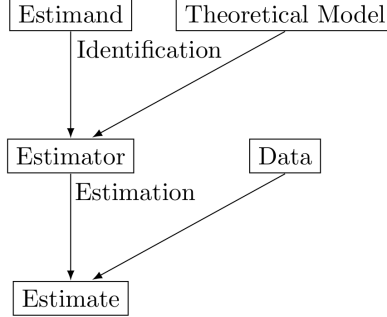 Estimand
Theoretical Model
Identification
Estimator
Data
Estimation
Estimate